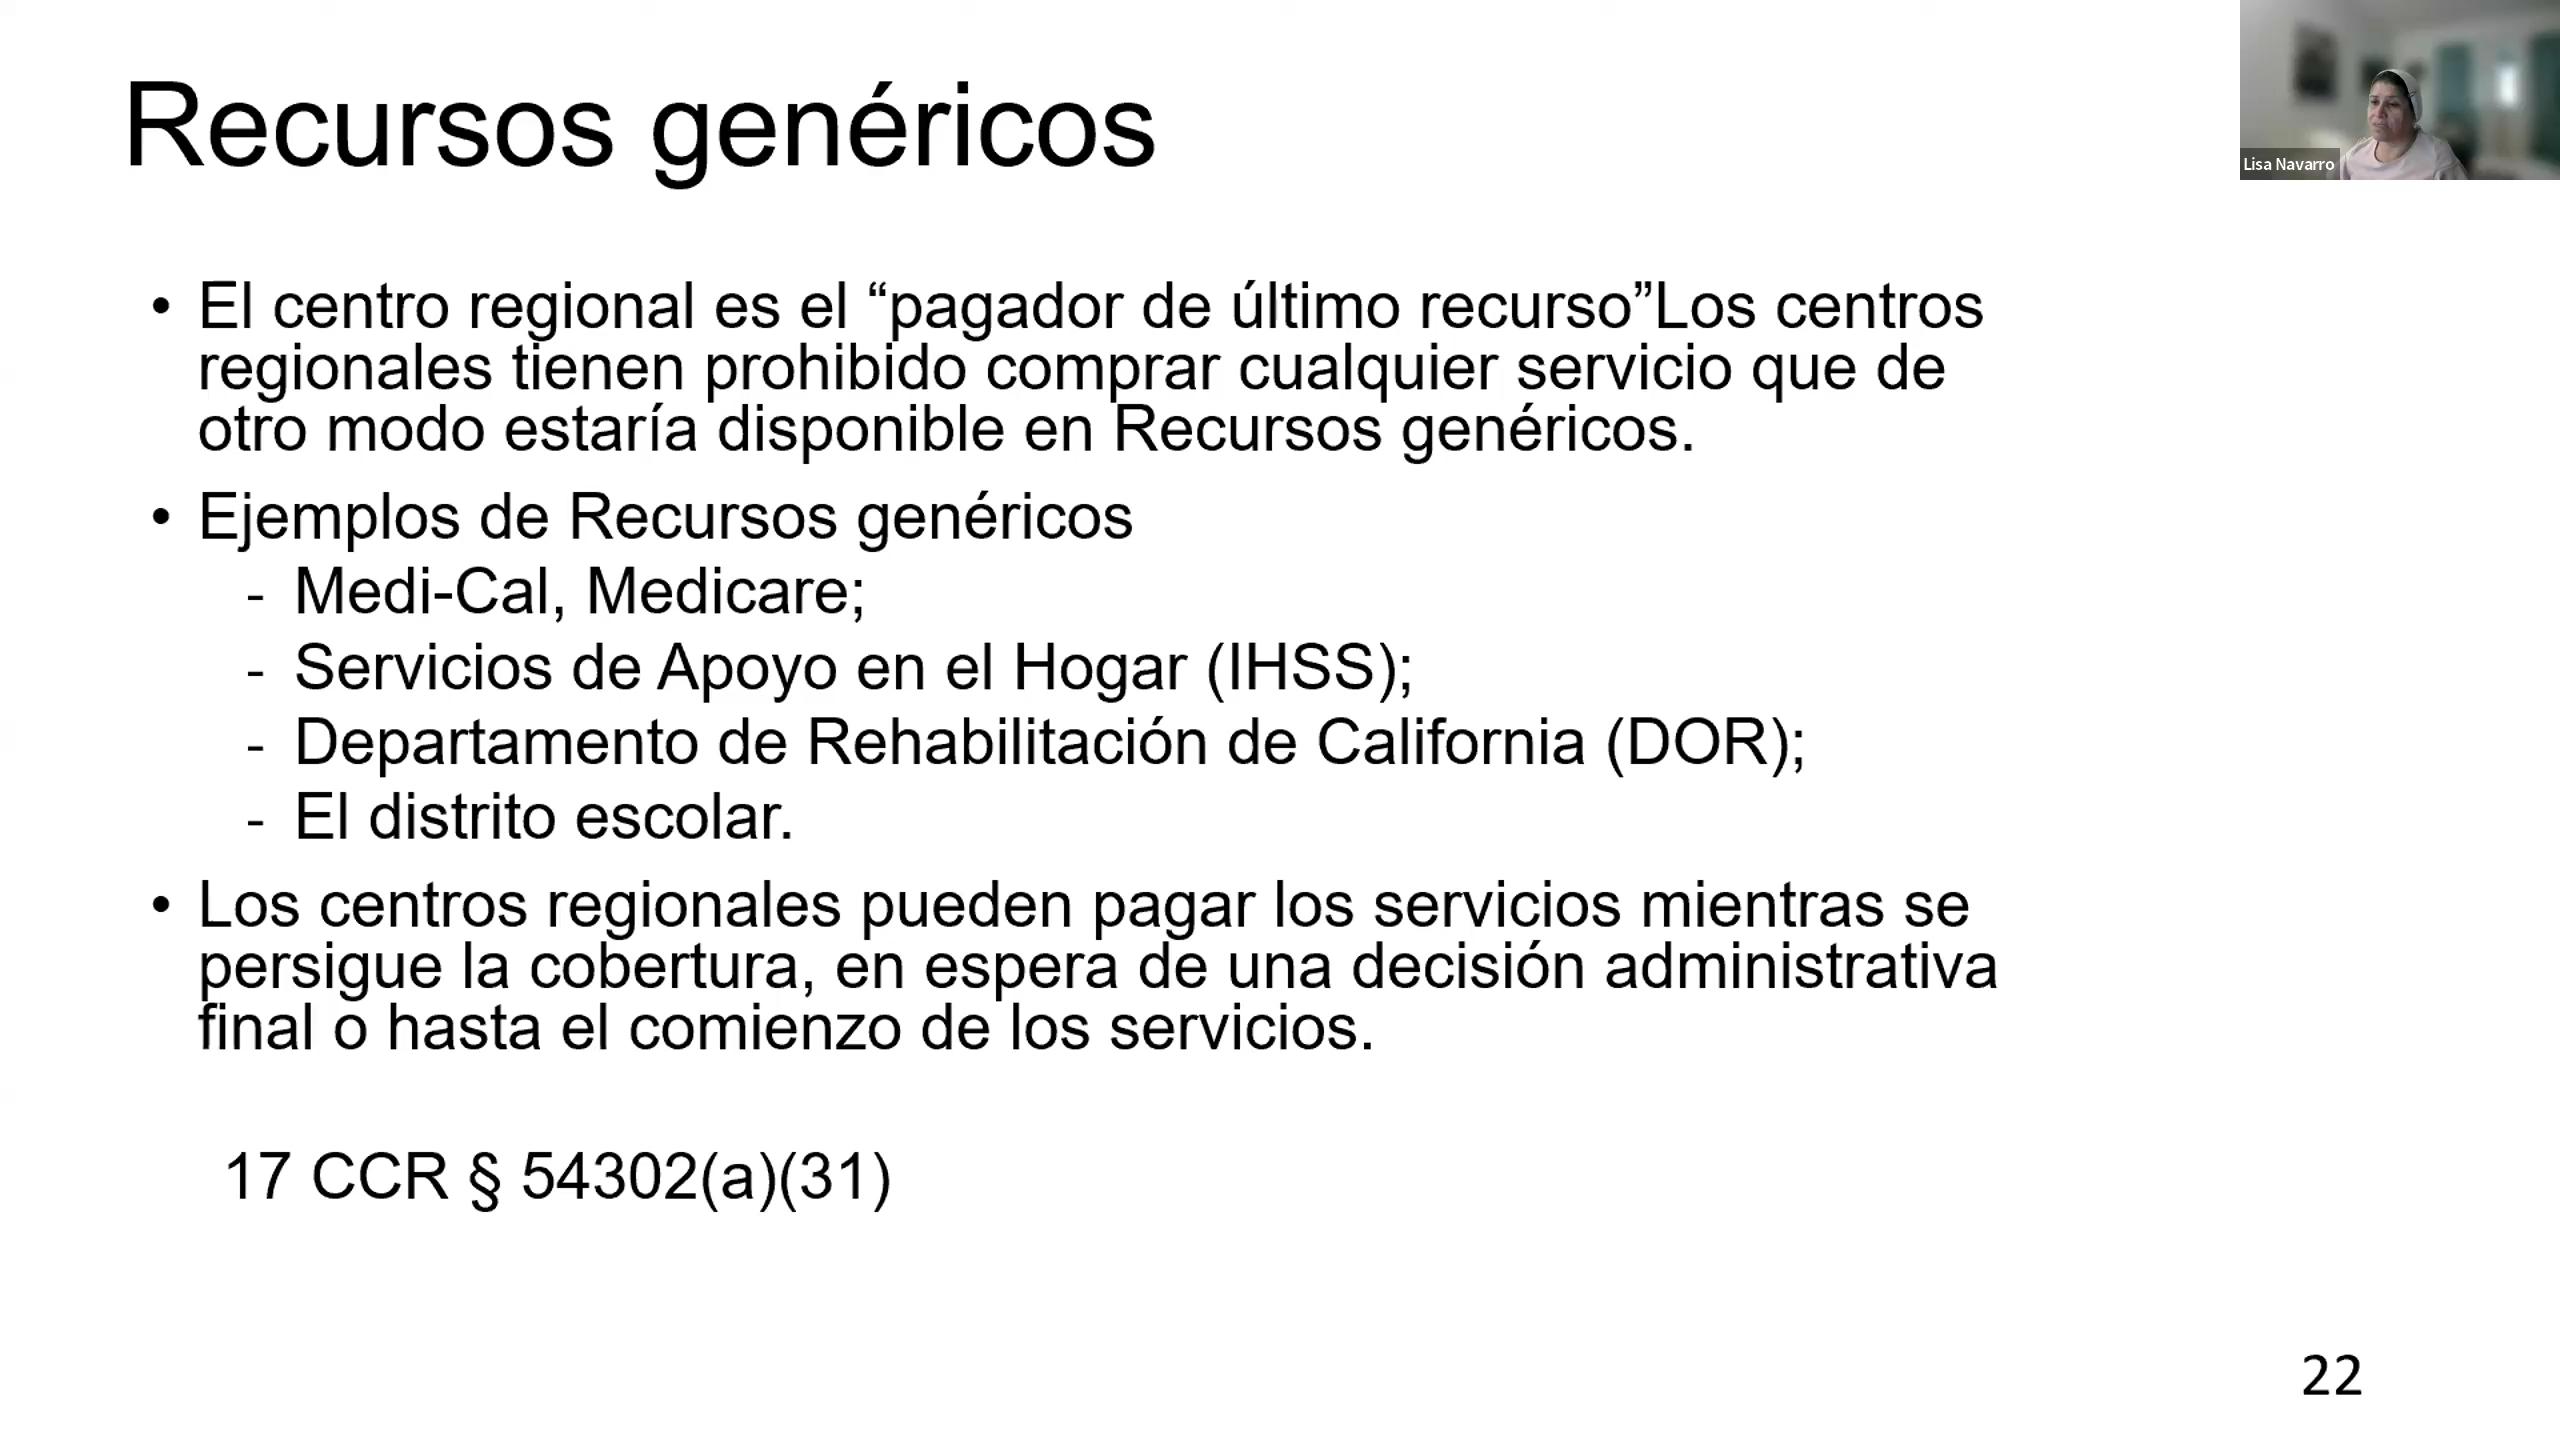 Recursos genéricos
Lisa Navarro
• El centro regional es el “pagador de último recurso”Los centros
regionales tienen prohibido comprar cualquier servicio que de
otro modo estaría disponible en Recursos genéricos.
• Ejemplos de Recursos genéricos
- Medi-Cal, Medicare;
- Servicios de Apoyo en el Hogar (IHSS);
- Departamento de Rehabilitación de California (DOR);
- El distrito escolar.
• Los centros regionales pueden pagar los servicios mientras se
persigue la cobertura, en espera de una decisión administrativa
final o hasta el comienzo de los servicios.
17 CCR § 54302(a)(31)
22